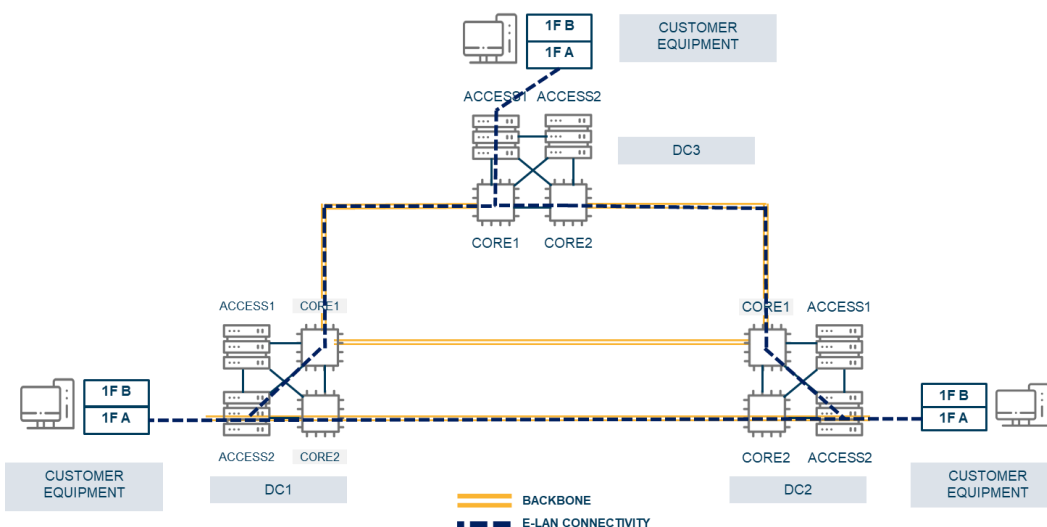 1F B
1F A
CUSTOMER
EQUIPMENT
ACCESS1
ACCESS2
DC3
CORE1
CORE2
ACCESS1
CORE1
CORE1
ACCESS1
1F B
1F A
1F B
1F A
ACCESS2
CORE2
CORE2
ACCESS2
CUSTOMER
EQUIPMENT
DC1
DC2
CUSTOMER
EQUIPMENT
BACKBONE
E-LAN CONNECTIVITY